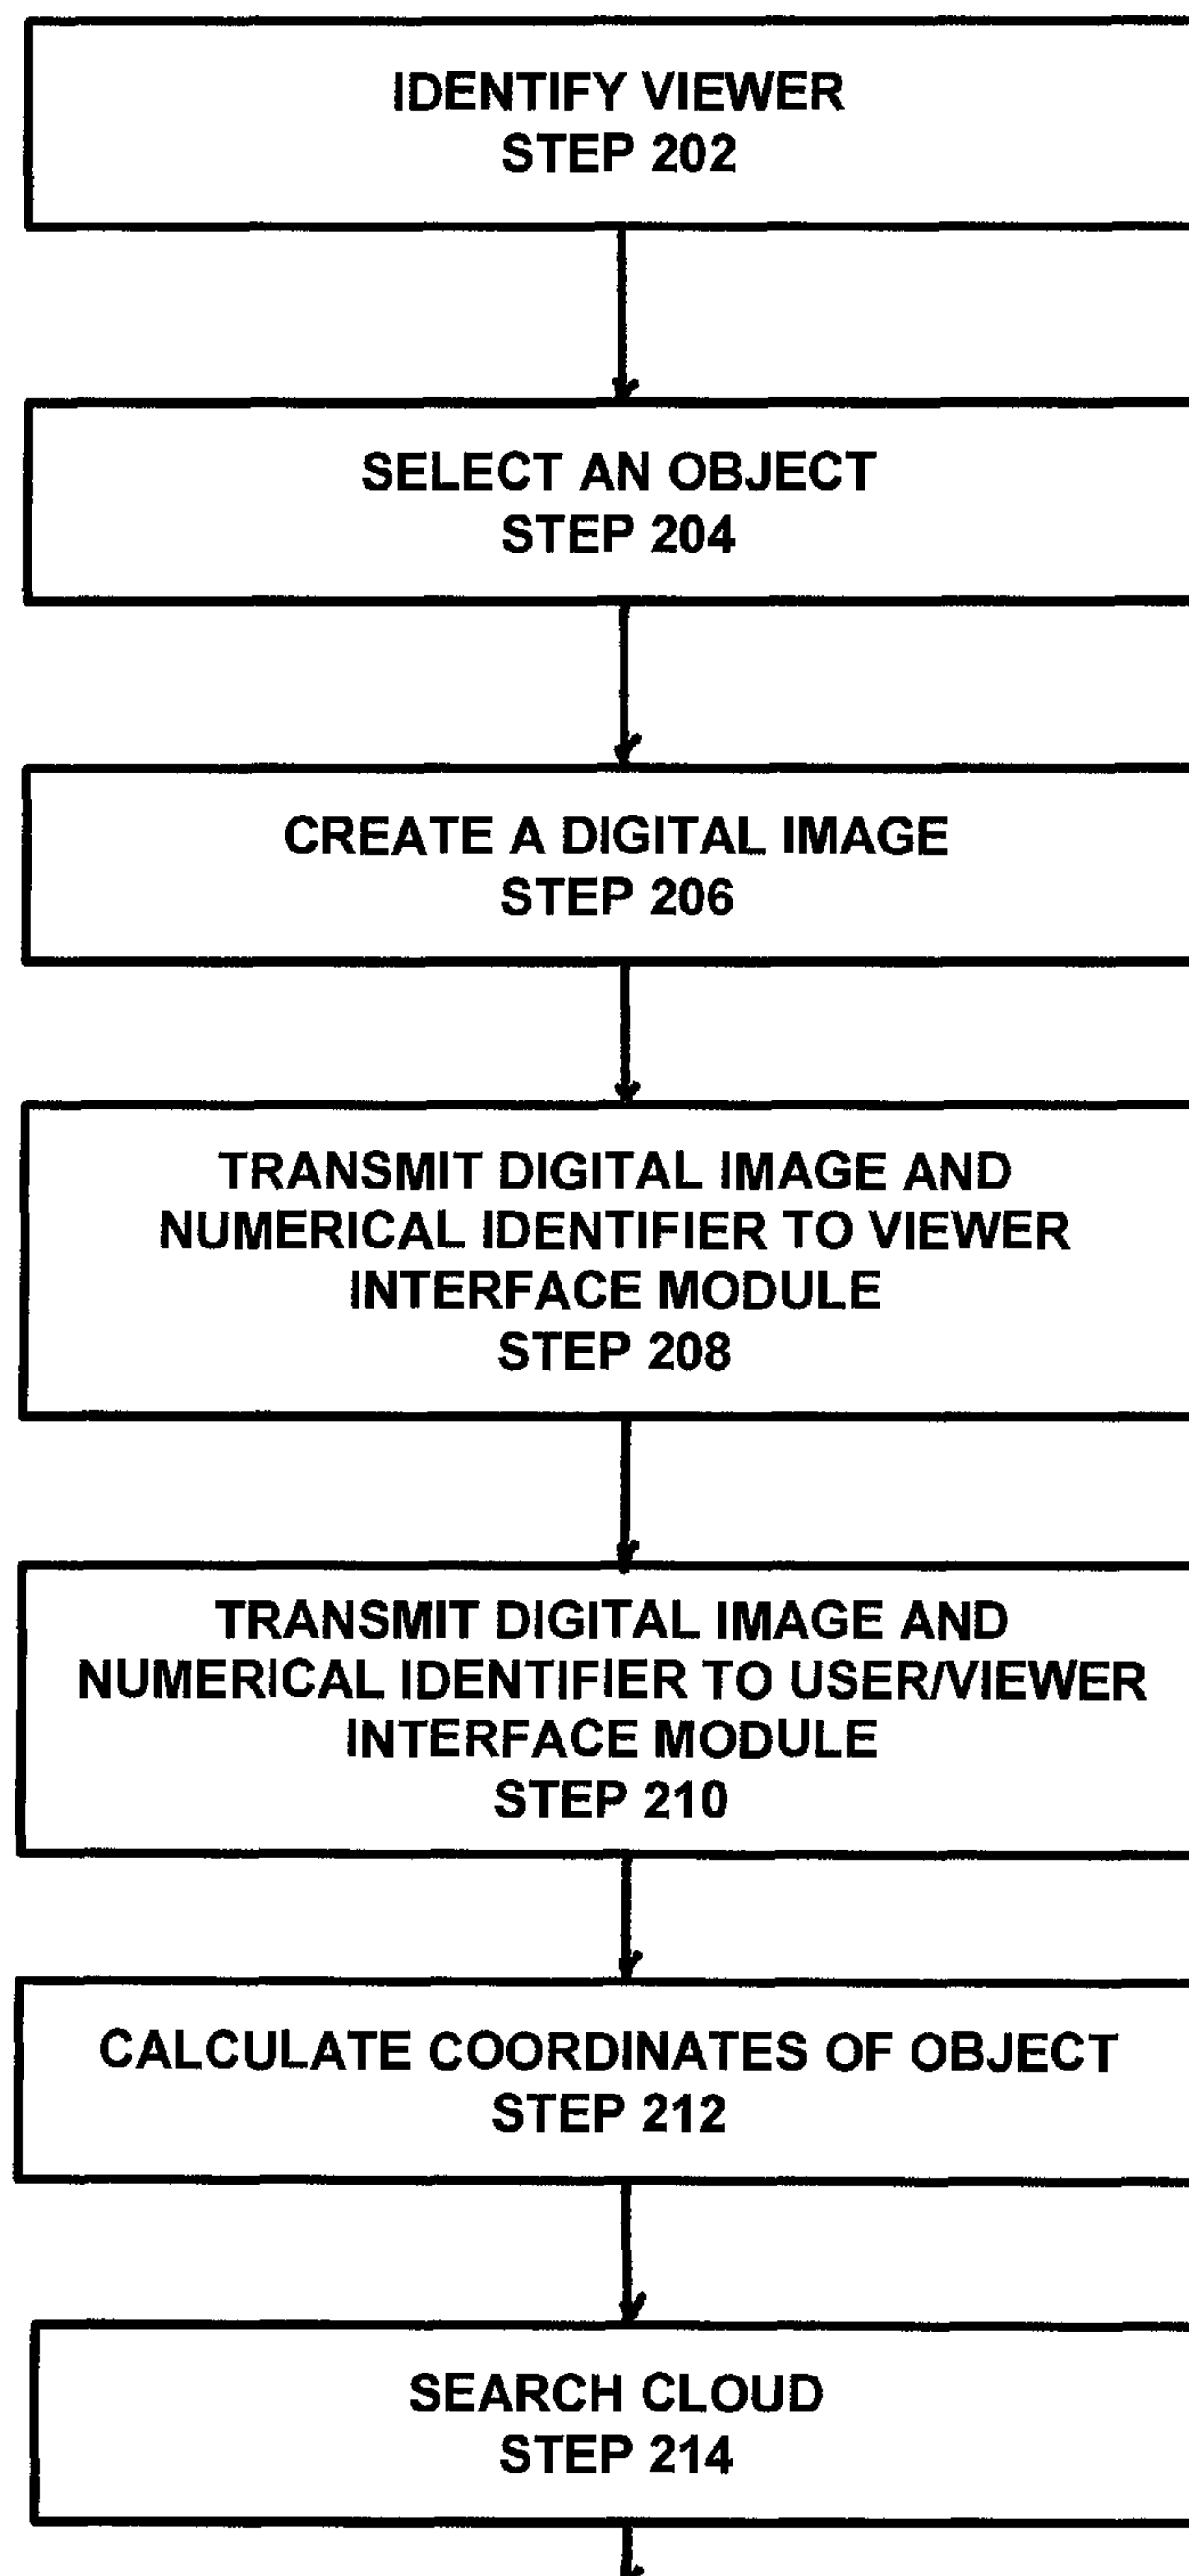 IDENTIFY VIEWER
STEP 202
SELECT AN OBJECT
STEP 204
CREATE A DIGITAL IMAGE
STEP 206
TRANSMIT DIGITAL IMAGE AND
NUMERICAL IDENTIFIER TO VIEWER
INTERFACE MODULE
STEP 208
TRANSMIT DIGITAL IMAGE AND
NUMERICAL IDENTIFIER TO USER/VIEWER
INTERFACE MODULE
STEP 210
CALCULATE COORDINATES OF OBJECT
STEP 212
SEARCH CLOUD
STEP 214